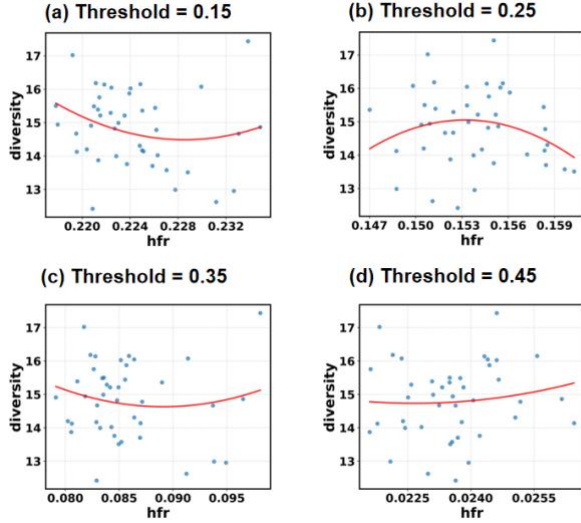 (a) Threshold = 0.15
(b) Threshold = 0.25
17
16
15
14
13
diversity
0.220 0.224 0.228 0.232
hfr
17
16
15
14
13
diversity
0.147 0.150 0.153 0.156 0.159
hfr
(c) Threshold = 0.35
(d) Threshold = 0.45
17
16
15
14
13
diversity
0.080 0.085 0.090 0.095
hfr
17
16
15
14
13
diversity
0.0225 0.0240 0.0255
hfr